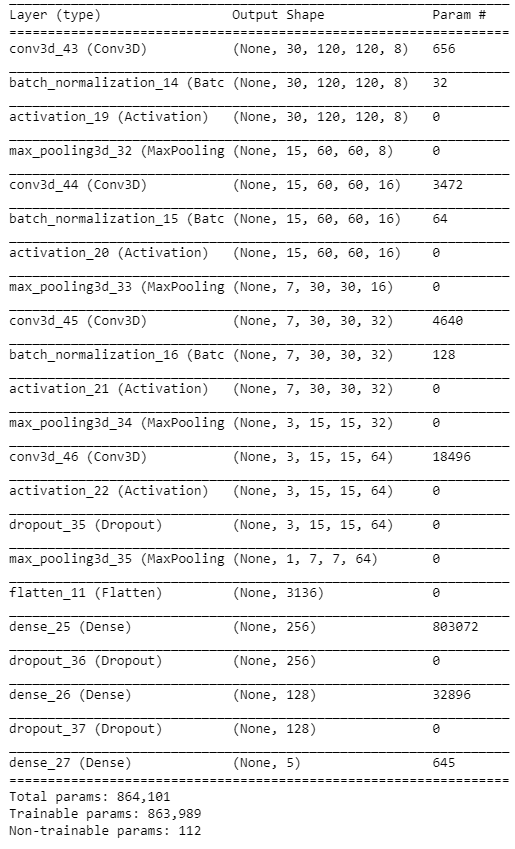 Layer (type)                 Output Shape              Param #
=================================================================
conv3d_43 (Conv3D)           (None, 30, 120, 120, 8)   656
_________________________________________________________________
batch_normalization_14 (Batc (None, 30, 120, 120, 8)   32
_________________________________________________________________
activation_19 (Activation)   (None, 30, 120, 120, 8)   0
_________________________________________________________________
max_pooling3d_32 (MaxPooling (None, 15, 60, 60, 8)     0
_________________________________________________________________
conv3d_44 (Conv3D)           (None, 15, 60, 60, 16)    3472
_________________________________________________________________
batch_normalization_15 (Batc (None, 15, 60, 60, 16)    64
_________________________________________________________________
activation_20 (Activation)   (None, 15, 60, 60, 16)    0
_________________________________________________________________
max_pooling3d_33 (MaxPooling (None, 7, 30, 30, 16)     0
_________________________________________________________________
conv3d_45 (Conv3D)           (None, 7, 30, 30, 32)     4640
_________________________________________________________________
batch_normalization_16 (Batc (None, 7, 30, 30, 32)     128
_________________________________________________________________
activation_21 (Activation)   (None, 7, 30, 30, 32)     0
_________________________________________________________________
max_pooling3d_34 (MaxPooling (None, 3, 15, 15, 32)     0
_________________________________________________________________
conv3d_46 (Conv3D)           (None, 3, 15, 15, 64)     18496
_________________________________________________________________
activation_22 (Activation)   (None, 3, 15, 15, 64)     0
_________________________________________________________________
dropout_35 (Dropout)         (None, 3, 15, 15, 64)     0
_________________________________________________________________
max_pooling3d_35 (MaxPooling (None, 1, 7, 7, 64)       0
_________________________________________________________________
flatten_11 (Flatten)         (None, 3136)              0
_________________________________________________________________
dense_25 (Dense)             (None, 256)               803072
_________________________________________________________________
dropout_36 (Dropout)         (None, 256)               0
_________________________________________________________________
dense_26 (Dense)             (None, 128)               32896
_________________________________________________________________
dropout_37 (Dropout)         (None, 128)               0
_________________________________________________________________
dense_27 (Dense)             (None, 5)                 645
=================================================================
Total params: 864,101
Trainable params: 863,989
Non-trainable params: 112